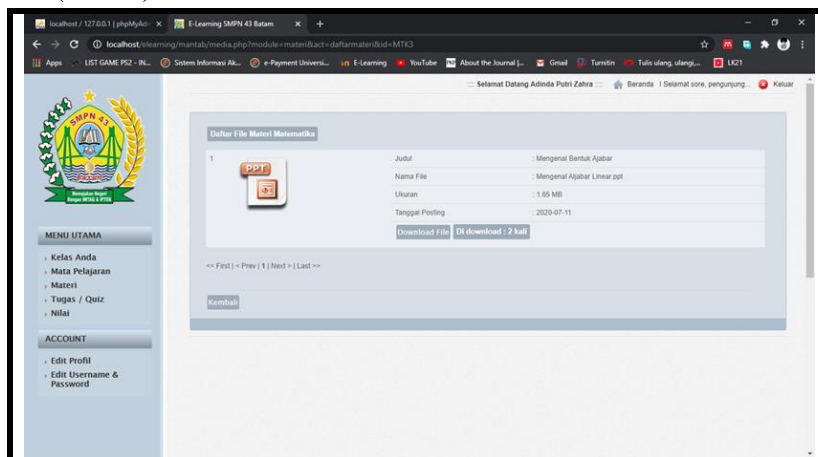 localhost / 127.0.0.1 | phpMyAdi
E-Learning SMPN 43 Batam
localhost/elearning/mantab/media.php?module=materi&act=daftarmateri&id=MTK3
Apps
LIST GAME PS2 - IN...
Sistem Informasi Ak...
e-Payment Universi...
E-Learning
YouTube
About the Journal |...
Gmail
Turnitin
Tulis ulang, ulangi,...
LK21
::: Selamat Datang Adinda Putri Zahra :::
Beranda | Selamat sore, pengunjung...
Keluar
SMPN 43
Memajukan Negeri
Dengan IMTAQ & IPTEK
MENU UTAMA
Kelas Anda
Mata Pelajaran
Materi
Tugas / Quiz
Nilai
ACCOUNT
Edit Profil
Edit Username &
Password
Daftar File Materi Matematika
1
PPT
Judul : Mengenal Bentuk Ajabar
Nama File : Mengenal Aljabar Linear.ppt
Ukuran : 1.65 MB
Tanggal Posting : 2020-07-11
Download File Di download : 2 kali
<< First | < Prev | 1 | Next > | Last >>
Kembali